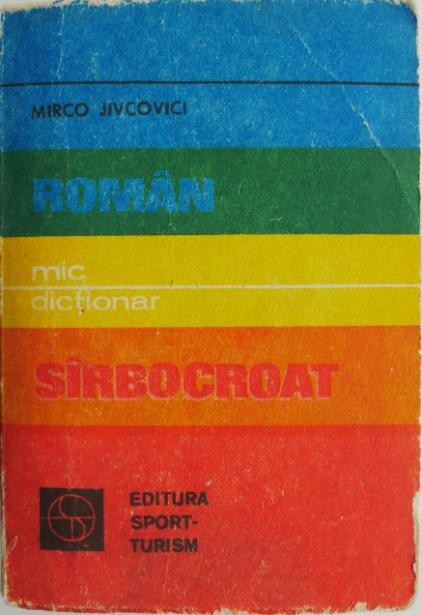 MIRCO JIVCOVICI
ROMÂN
mic
dicționar
SÎRBOCROAT
EDITURA
SPORT-
TURISM